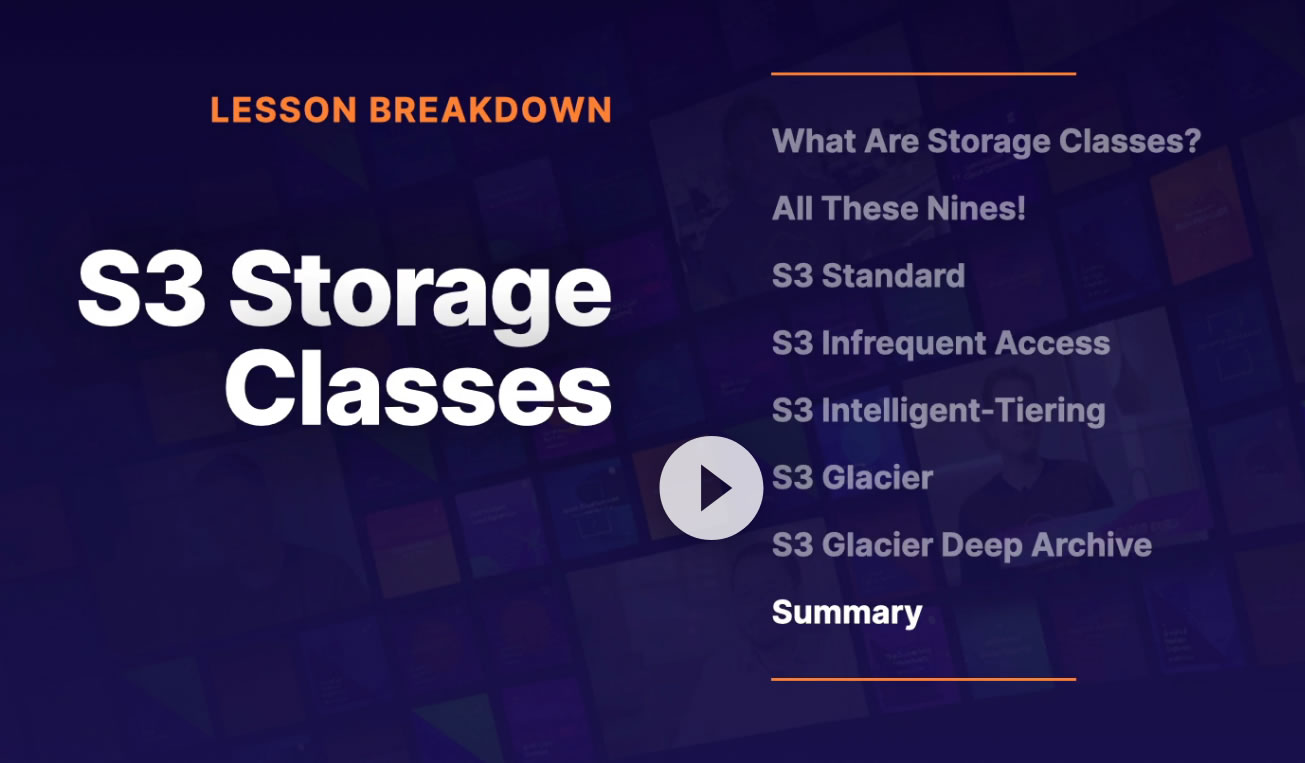 LESSON BREAKDOWN
S3 Storage
Classes
What Are Storage Classes?
All These Nines!
S3 Standard
S3 Infrequent Access
S3 Intelligent-Tiering
S3 Glacier
S3 Glacier Deep Archive
Summary